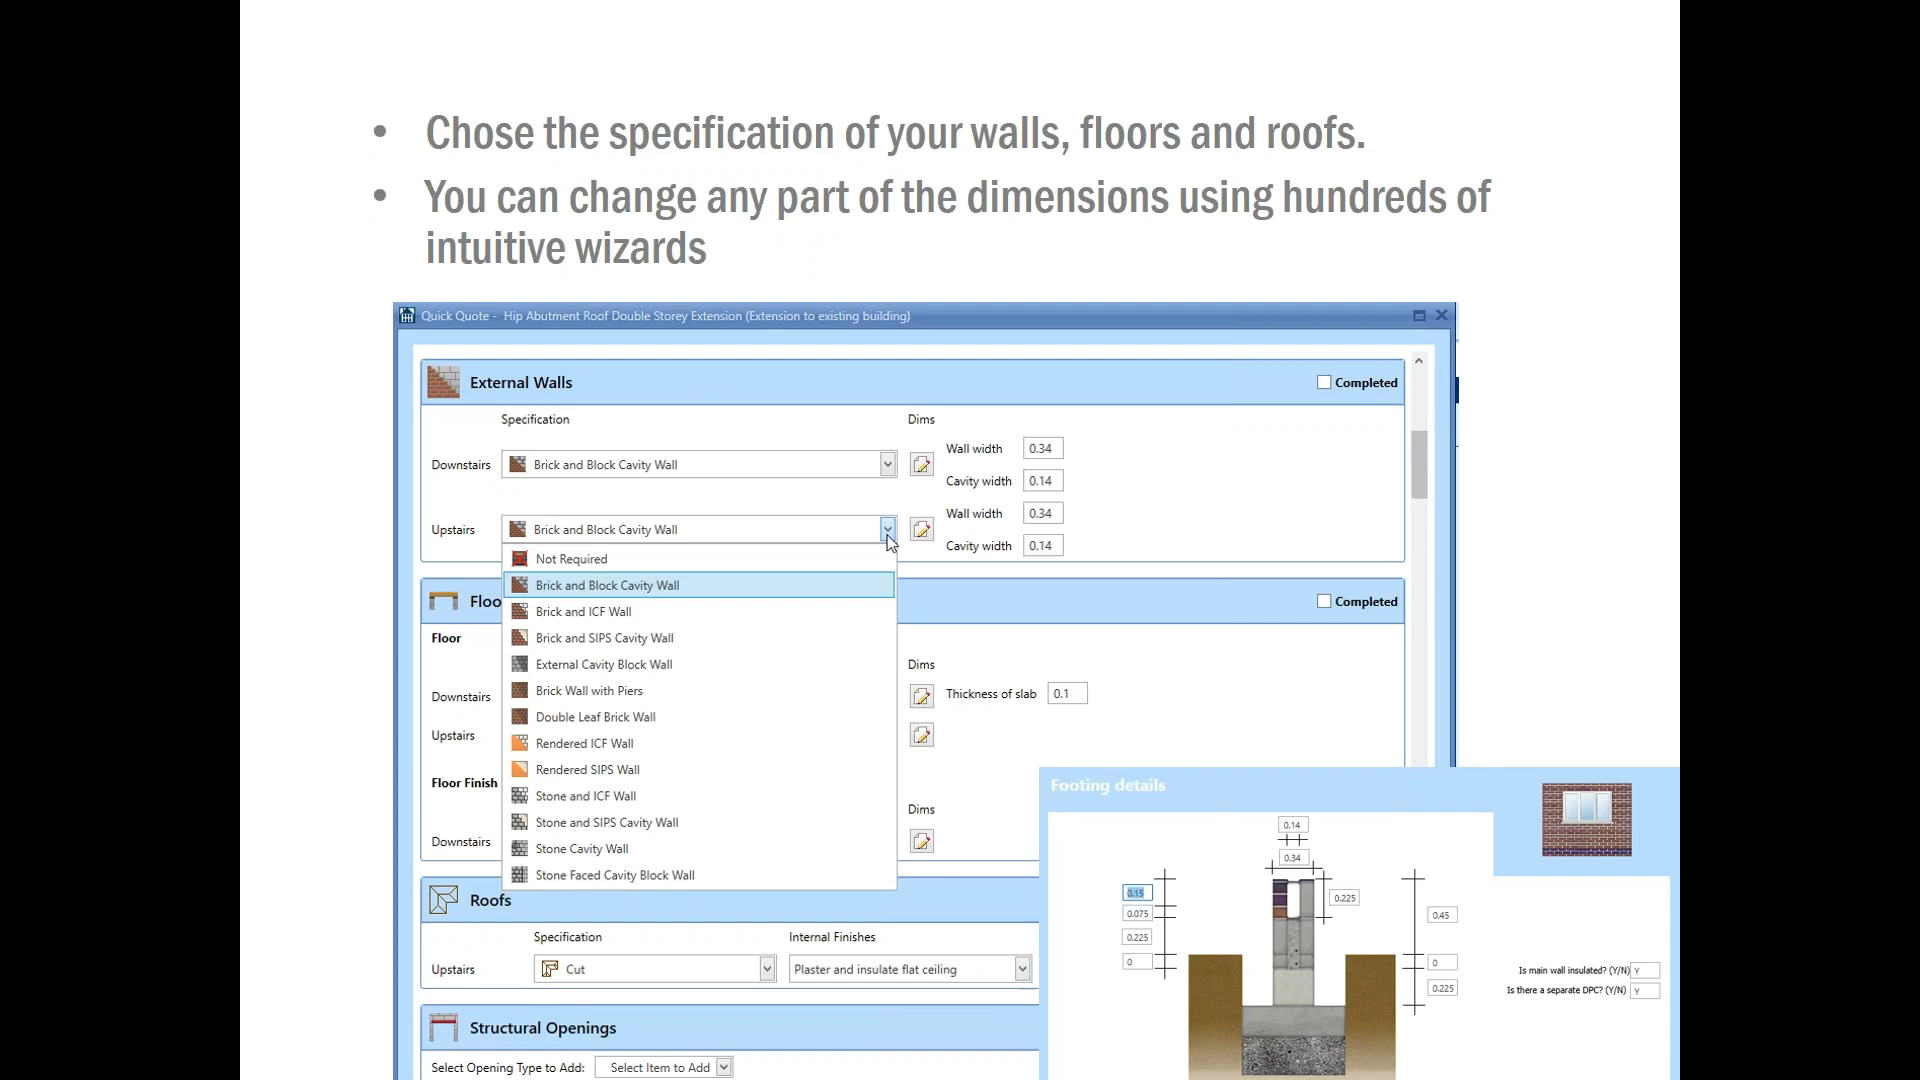 • Chose the specification of your walls, floors and roofs.
• You can change any part of the dimensions using hundreds of
intuitive wizards
Quick Quote - Hip Abutment Roof Double Storey Extension (Extension to existing building)
External Walls
Completed
Specification
Dims
Downstairs
Brick and Block Cavity Wall
Wall width
0.34
Cavity width
0.14
Upstairs
Brick and Block Cavity Wall
Wall width
0.34
Cavity width
0.14
Not Required
Brick and Block Cavity Wall
Brick and ICF Wall
Brick and SIPS Cavity Wall
External Cavity Block Wall
Brick Wall with Piers
Double Leaf Brick Wall
Rendered ICF Wall
Rendered SIPS Wall
Stone and ICF Wall
Stone and SIPS Cavity Wall
Stone Cavity Wall
Stone Faced Cavity Block Wall
Floo
Completed
Floor
Dims
Downstairs
Thickness of slab
0.1
Upstairs
Floor Finish
Dims
Downstairs
Roofs
Specification
Internal Finishes
Upstairs
Cut
Plaster and insulate flat ceiling
Structural Openings
Select Opening Type to Add:
Select Item to Add
Footing details
0.14
0.34
0.15
0.075
0.225
0
0.225
0.45
0
0.225
Is main wall insulated? (Y/N)
Y
Is there a separate DPC? (Y/N)
Y